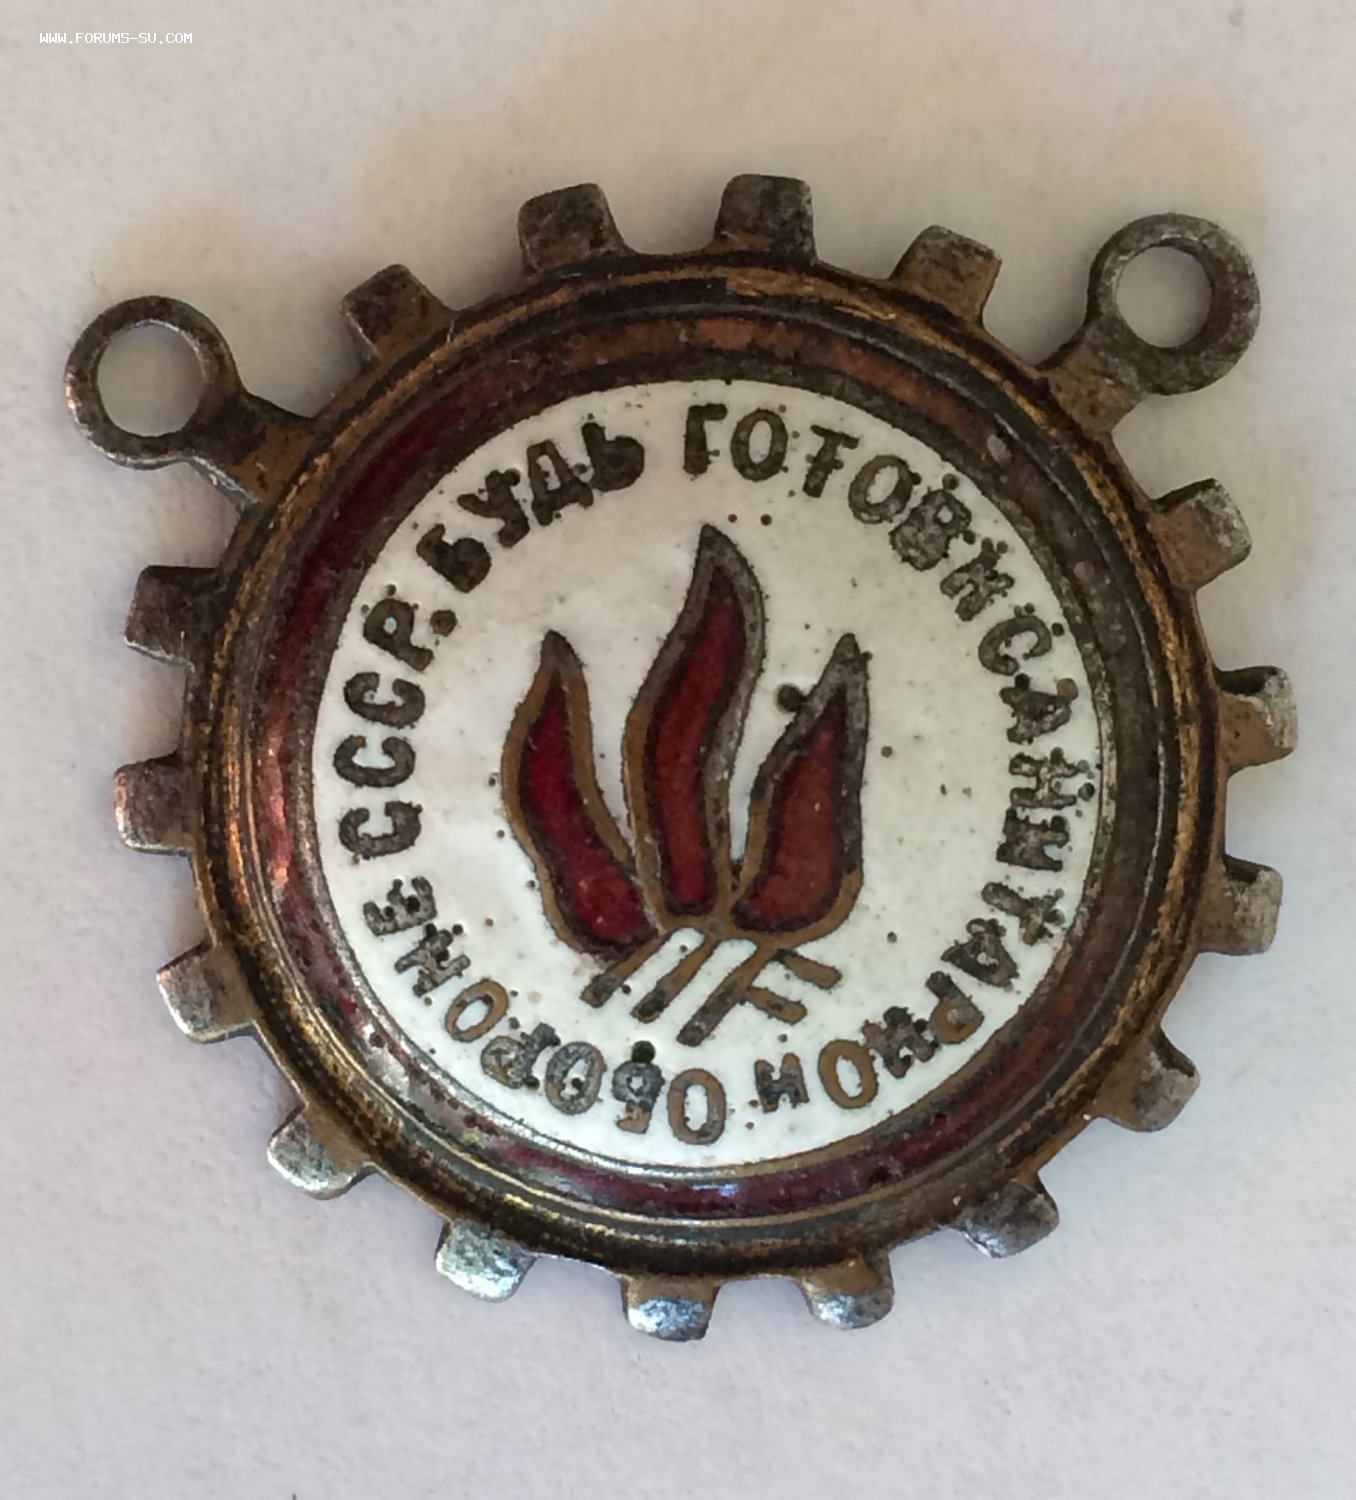 WWW.FORUMS-SU.COM
БУДЬ ГОТОВ К САНИТАРНОЙ ОБОРОНЕ СССР.